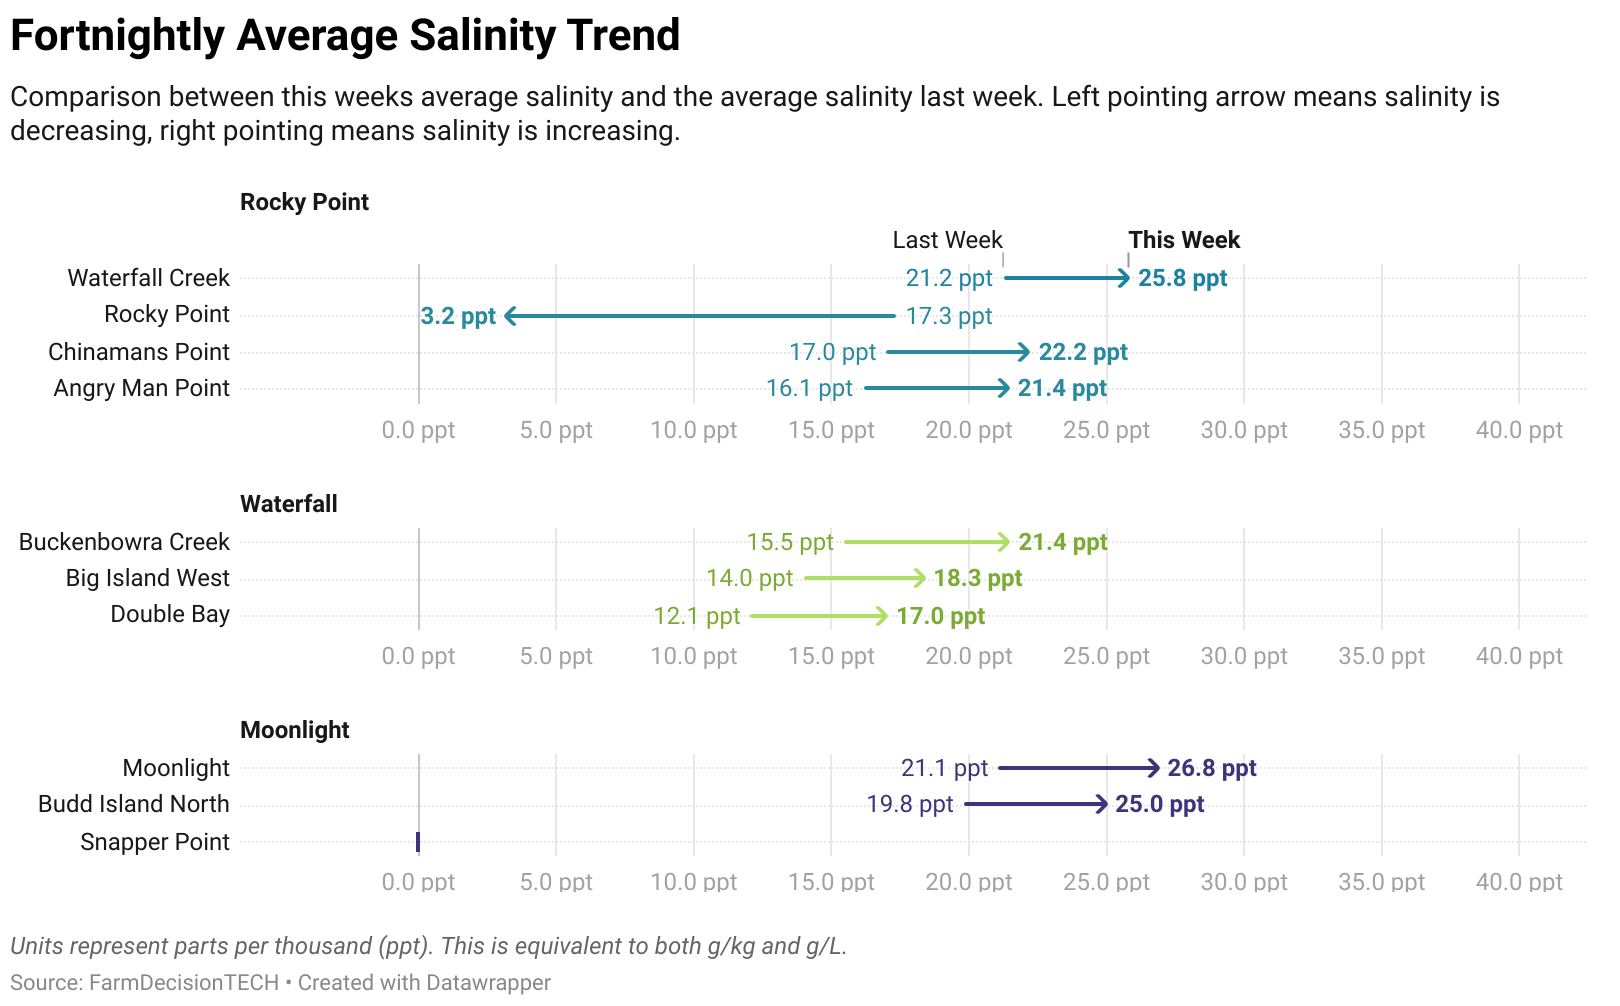 Fortnightly Average Salinity Trend
Comparison between this weeks average salinity and the average salinity last week. Left pointing arrow means salinity is
decreasing, right pointing means salinity is increasing.
Rocky Point
Last Week This Week
Waterfall Creek 21.2 ppt 25.8 ppt
Rocky Point 3.2 ppt 17.3 ppt
Chinamans Point 17.0 ppt 22.2 ppt
Angry Man Point 16.1 ppt 21.4 ppt
0.0 ppt 5.0 ppt 10.0 ppt 15.0 ppt 20.0 ppt 25.0 ppt 30.0 ppt 35.0 ppt 40.0 ppt
Waterfall
Buckenbowra Creek 15.5 ppt 21.4 ppt
Big Island West 14.0 ppt 18.3 ppt
Double Bay 12.1 ppt 17.0 ppt
0.0 ppt 5.0 ppt 10.0 ppt 15.0 ppt 20.0 ppt 25.0 ppt 30.0 ppt 35.0 ppt 40.0 ppt
Moonlight
Moonlight 21.1 ppt 26.8 ppt
Budd Island North 19.8 ppt 25.0 ppt
Snapper Point
0.0 ppt 5.0 ppt 10.0 ppt 15.0 ppt 20.0 ppt 25.0 ppt 30.0 ppt 35.0 ppt 40.0 ppt
Units represent parts per thousand (ppt). This is equivalent to both g/kg and g/L.
Source: FarmDecisionTECH • Created with Datawrapper